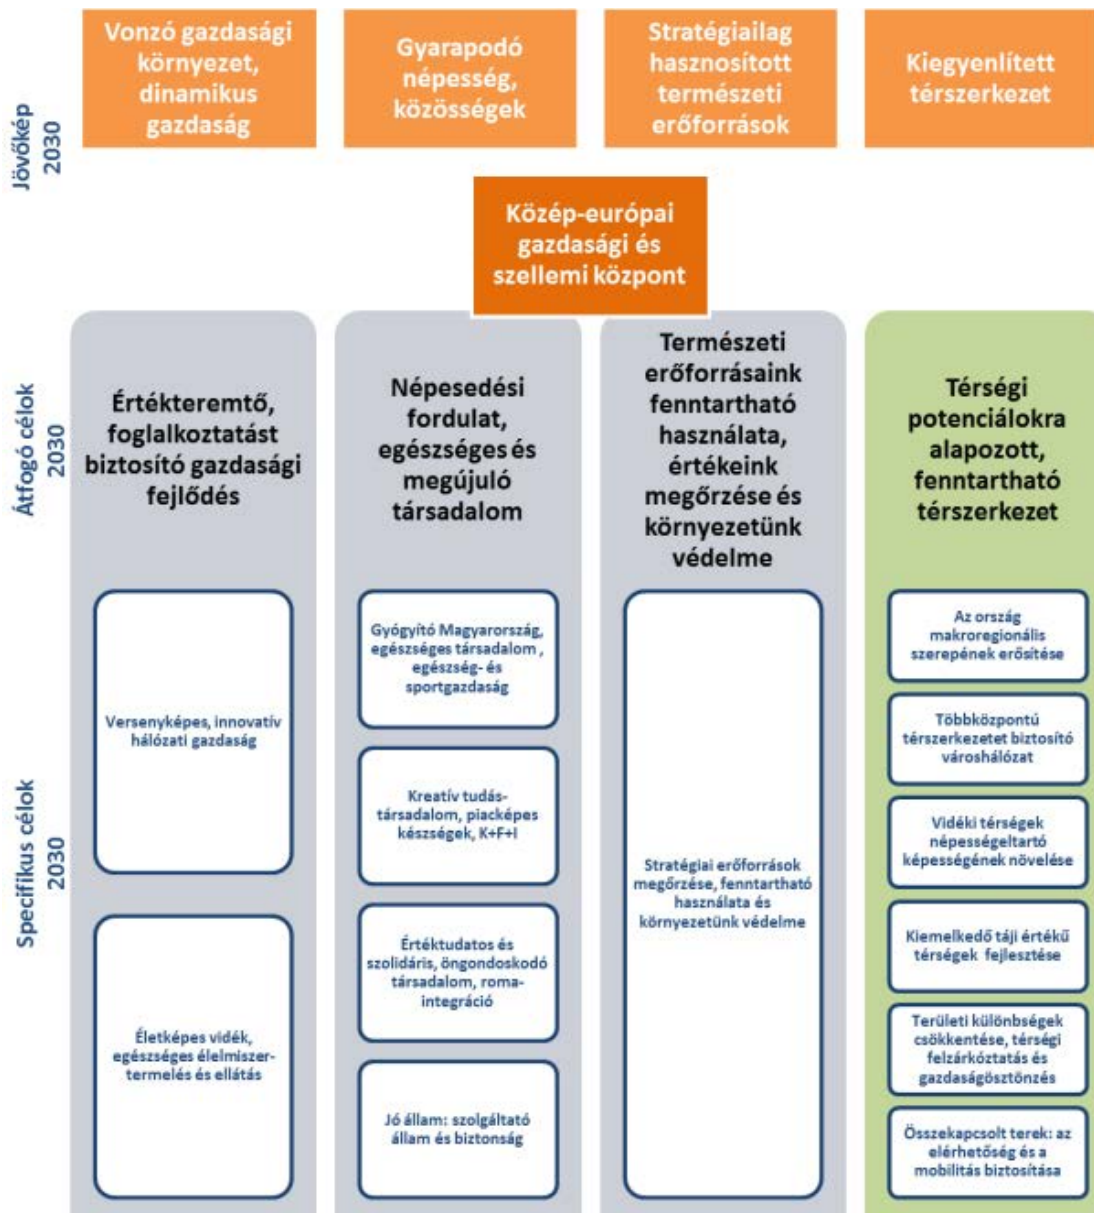 Jövőkép
2030
Vonzó gazdasági
környezet,
dinamikus
gazdaság
Gyarapodó
népesség,
közösségek
Stratégiailag
hasznosított
természeti
erőforrások
Kiegyenlített
térszerkezet
Közép-európai
gazdasági és
szellemi központ
Átfogó célok
2030
Értékteremtő,
foglalkoztatást
biztosító gazdasági
fejlődés
Népesedési
fordulat,
egészséges és
megújuló
társadalom
Természeti
erőforrásaink
fenntartható
használata,
értékeink
megőrzése és
környezetünk
védelme
Térségi
potenciálokra
alapozott,
fenntartható
térszerkezet
Specifikus célok
2030
Versenyképes, innovatív
hálózati gazdaság
Életképes vidék,
egészséges élelmiszer-
termelés és ellátás
Gyógyító Magyarország,
egészséges társadalom ,
egészség- és
sportgazdaság
Kreatív tudás-
társadalom, piacképes
készségek, K+F+I
Értéktudatos és
szolidáris, öngondoskodó
társadalom, roma-
integráció
Jó állam: szolgáltató
állam és biztonság
Stratégiai erőforrások
megőrzése, fenntartható
használata és
környezetünk védelme
Az ország
makroregionális
szerepének erősítése
Többközpontú
térszerkezetet biztosító
városhálózat
Vidéki térségek
népességeltartó
képességének növelése
Kiemelkedő táji értékű
térségek fejlesztése
Területi különbségek
csökkentése, térségi
felzárkóztatás és
gazdaságösztönzés
Összekapcsolt terek: az
elérhetőség és a
mobilitás biztosítása